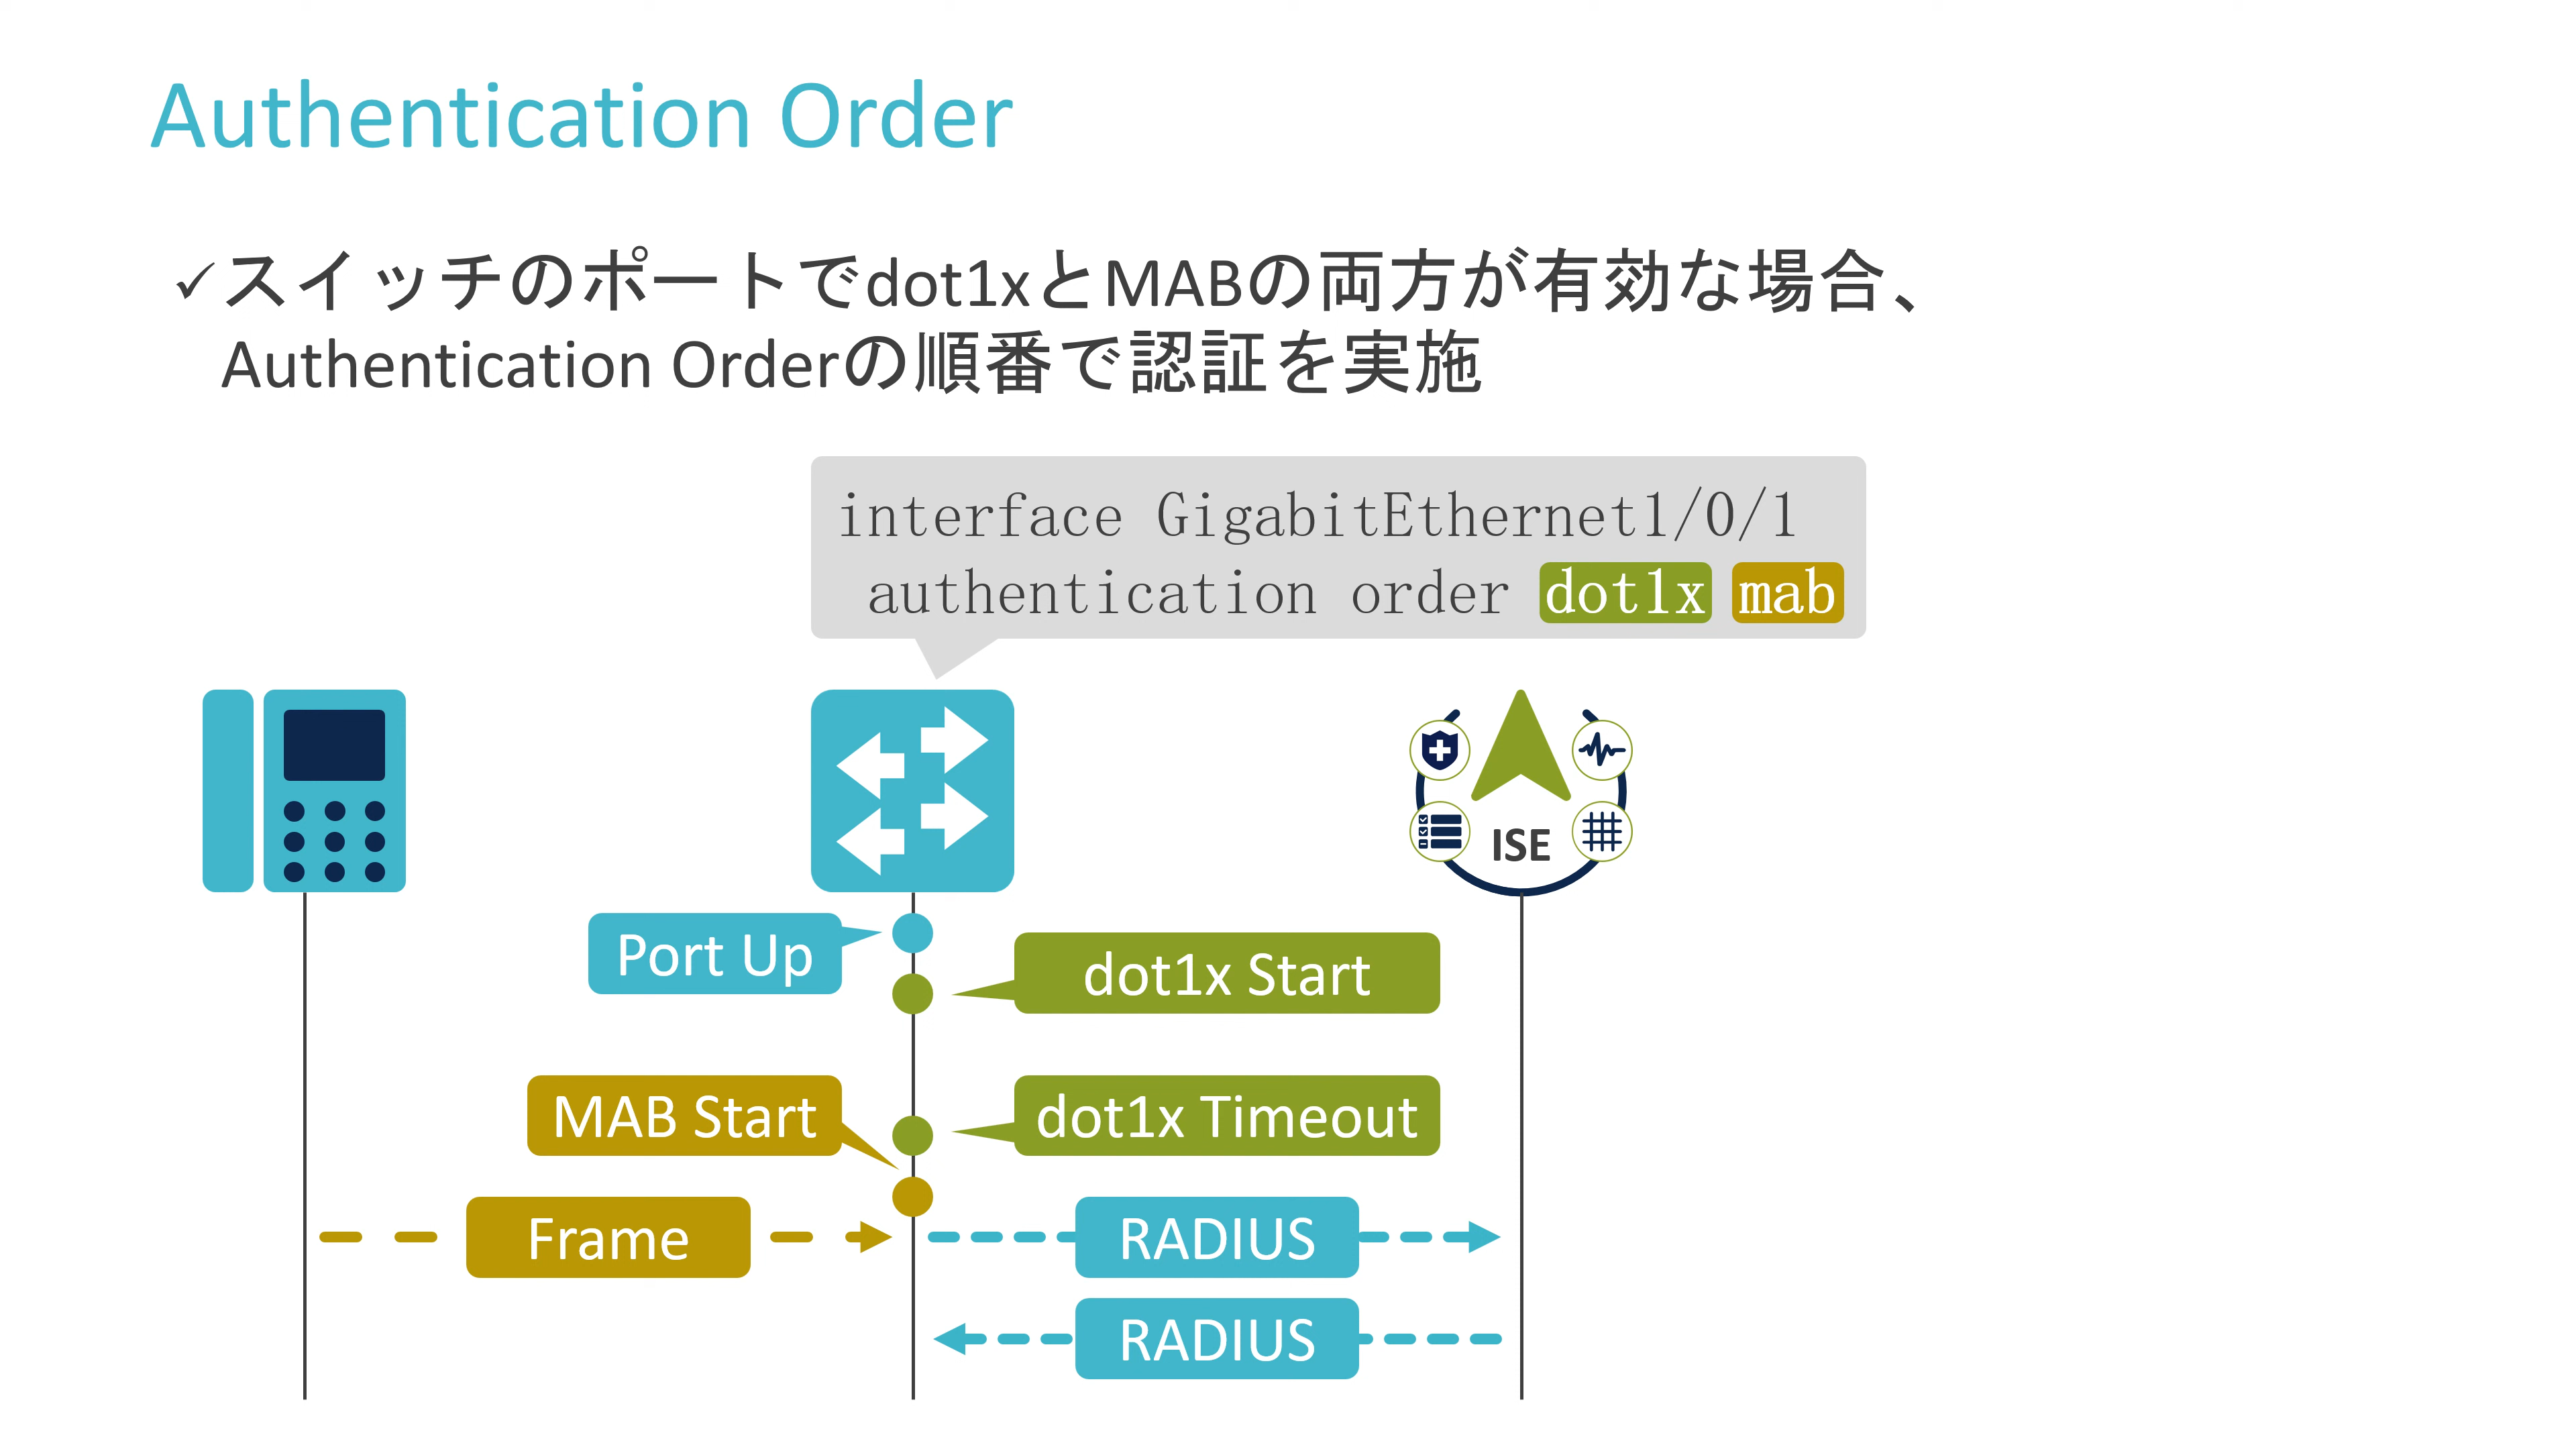 Authentication Order
✓スイッチのポートでdot1xとMABの両方が有効な場合、
Authentication Orderの順番で認証を実施
interface GigabitEthernet1/0/1
authentication order dot1x mab
ISE
Port Up
dot1x Start
MAB Start
dot1x Timeout
Frame
RADIUS
RADIUS